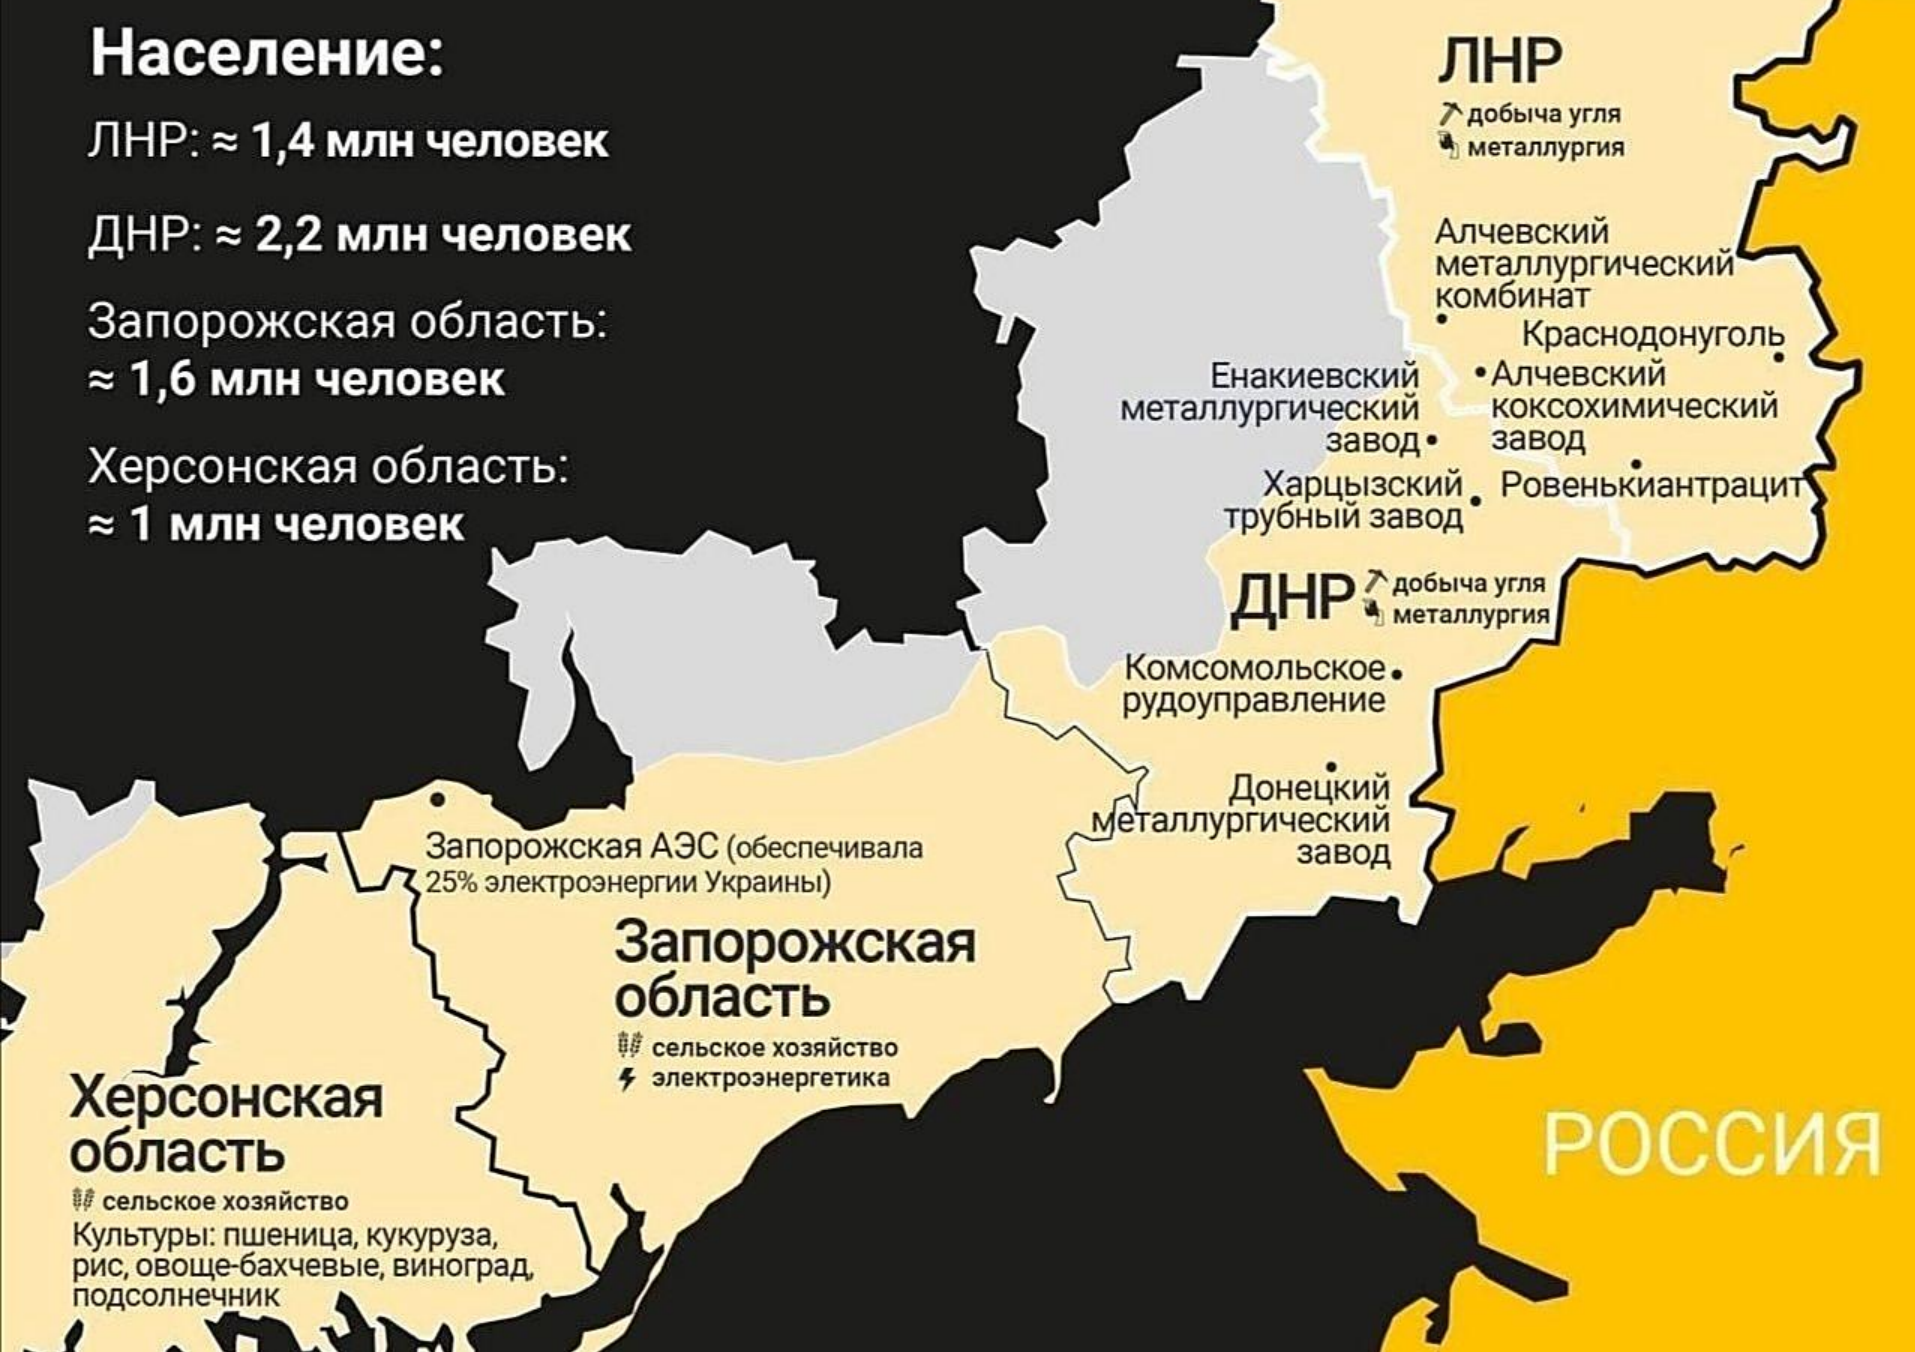 Население:
ЛНР: ≈ 1,4 млн человек
ДНР: ≈ 2,2 млн человек
Запорожская область:
≈ 1,6 млн человек
Херсонская область:
≈ 1 млн человек
ЛНР
добыча угля
металлургия
Алчевский
металлургический
комбинат
Краснодонуголь
Енакиевский
металлургический
завод
Алчевский
коксохимический
завод
Харцызский
трубный завод
Ровенькиантрацит
ДНР
добыча угля
металлургия
Комсомольское
рудоуправление
Донецкий
металлургический
завод
Запорожская АЭС (обеспечивала
25% электроэнергии Украины)
Запорожская
область
сельское хозяйство
электроэнергетика
Херсонская
область
сельское хозяйство
Культуры: пшеница, кукуруза,
рис, овоще-бахчевые, виноград,
подсолнечник
РОССИЯ